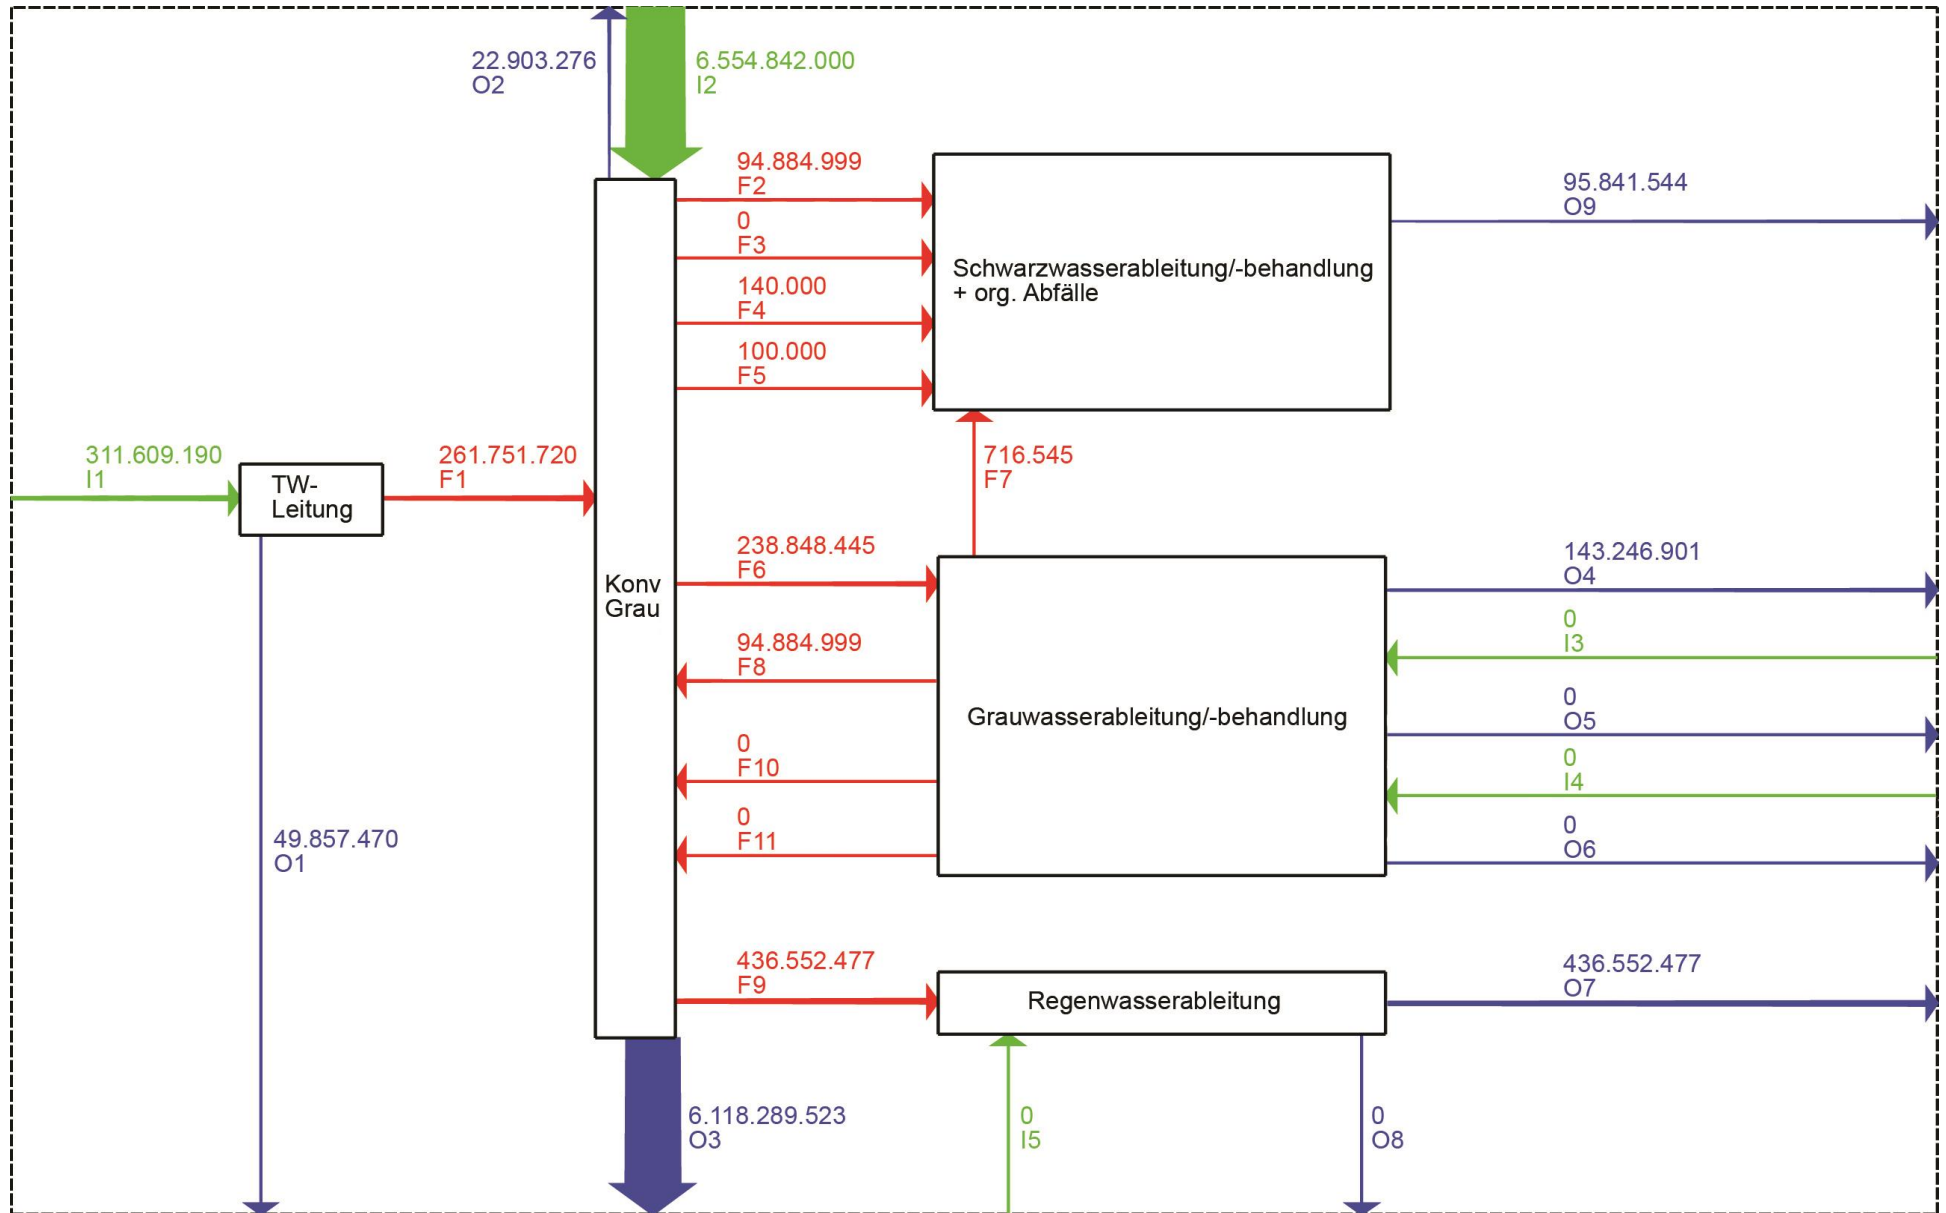 22.903.276
O2
6.554.842.000
I2
94.884.999
F2
0
F3
140.000
F4
100.000
F5
Schwarzwasserableitung/-behandlung
+ org. Abfälle
95.841.544
O9
311.609.190
I1
TW-
Leitung
261.751.720
F1
716.545
F7
Konv
Grau
238.848.445
F6
94.884.999
F8
0
F10
0
F11
Grauwasserableitung/-behandlung
143.246.901
O4
0
I3
0
O5
0
I4
0
O6
49.857.470
O1
436.552.477
F9
Regenwasserableitung
436.552.477
O7
6.118.289.523
O3
0
I5
0
O8